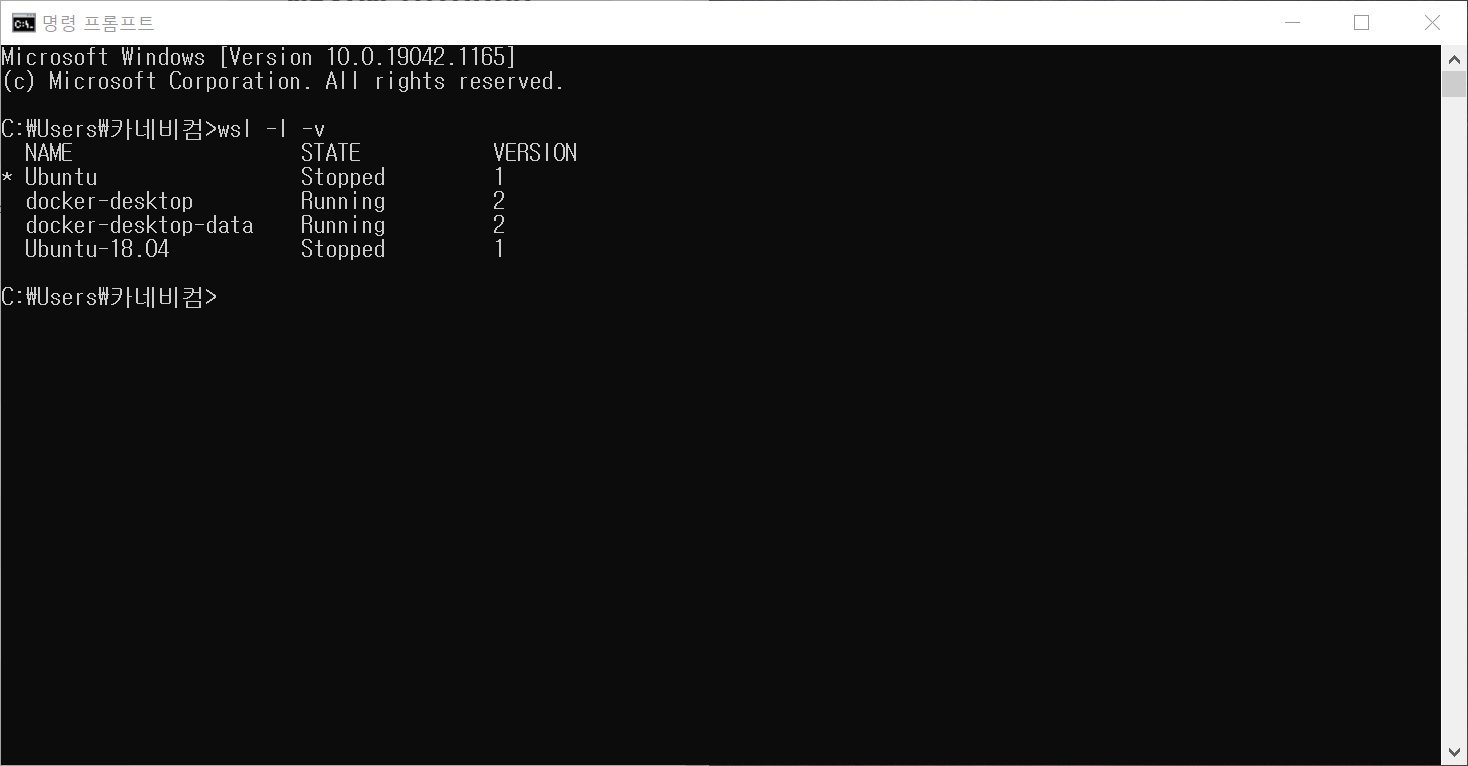 명령 프롬프트
Microsoft Windows [Version 10.0.19042.1165]
(c) Microsoft Corporation. All rights reserved.
C:₩Users₩카네비컴>wsl -l -v
NAME STATE VERSION
* Ubuntu Stopped 1
docker-desktop Running 2
docker-desktop-data Running 2
Ubuntu-18.04 Stopped 1
C:₩Users₩카네비컴>